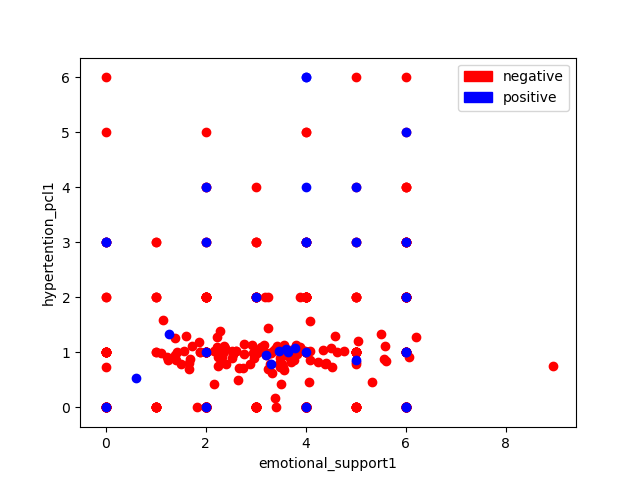 negative
positive
6
5
4
3
2
1
0
hypertention_pcl1
0 2 4 6 8
emotional_support1